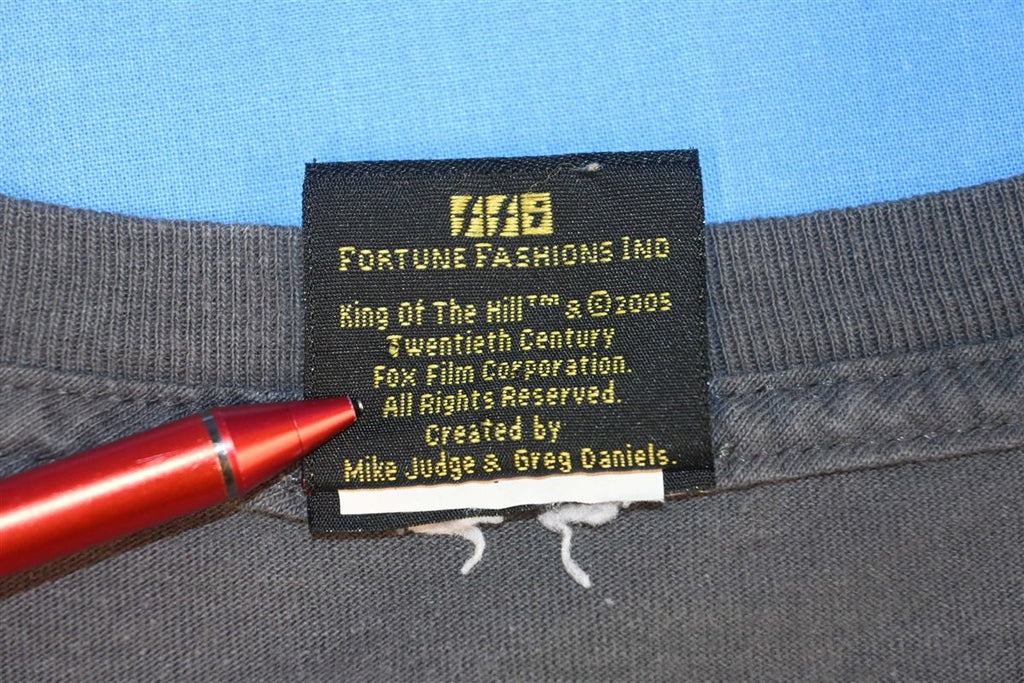 FFI
FORTUNE FASHIONS IND
King Of The Hill™ & © 2005
Twentieth Century
Fox Film Corporation.
All Rights Reserved.
Created by
Mike Judge & Greg Daniels.